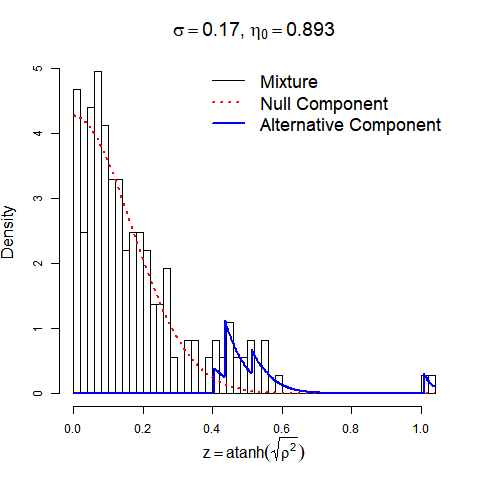 σ = 0.17, η₀ = 0.893
Mixture
Null Component
Alternative Component
Density
5
4
3
2
1
0
0.0 0.2 0.4 0.6 0.8 1.0
z = atanh(√ρ²)